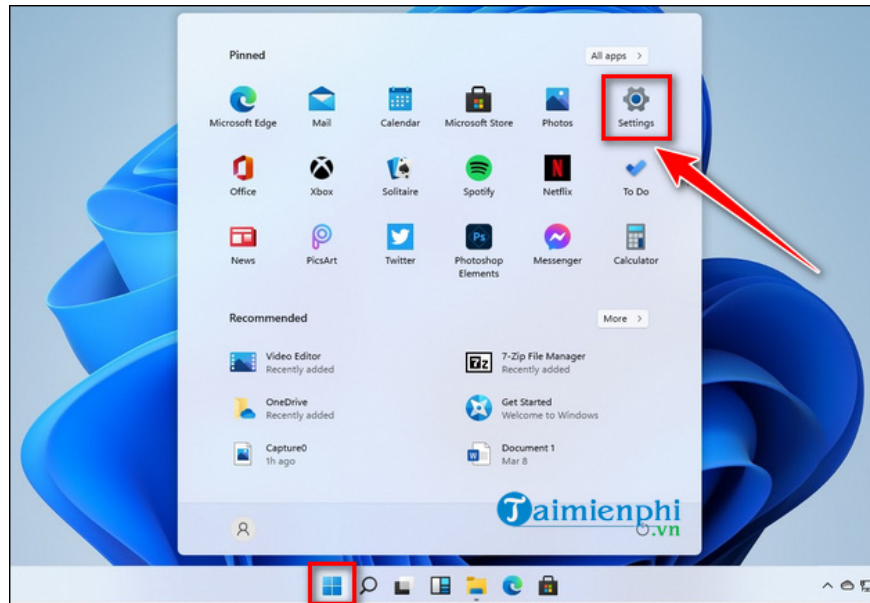 Pinned
All apps >
Microsoft Edge
Mail
Calendar
Microsoft Store
Photos
Settings
Office
Xbox
Solitaire
Spotify
Netflix
To Do
News
PicsArt
Twitter
Ps
Photoshop
Elements
Messenger
Calculator
Recommended
More >
Video Editor
Recently added
7z
7-Zip File Manager
Recently added
OneDrive
Recently added
Get Started
Welcome to Windows
Capture0
1h ago
W
Document 1
Mar 8
Taimienphi
.vn